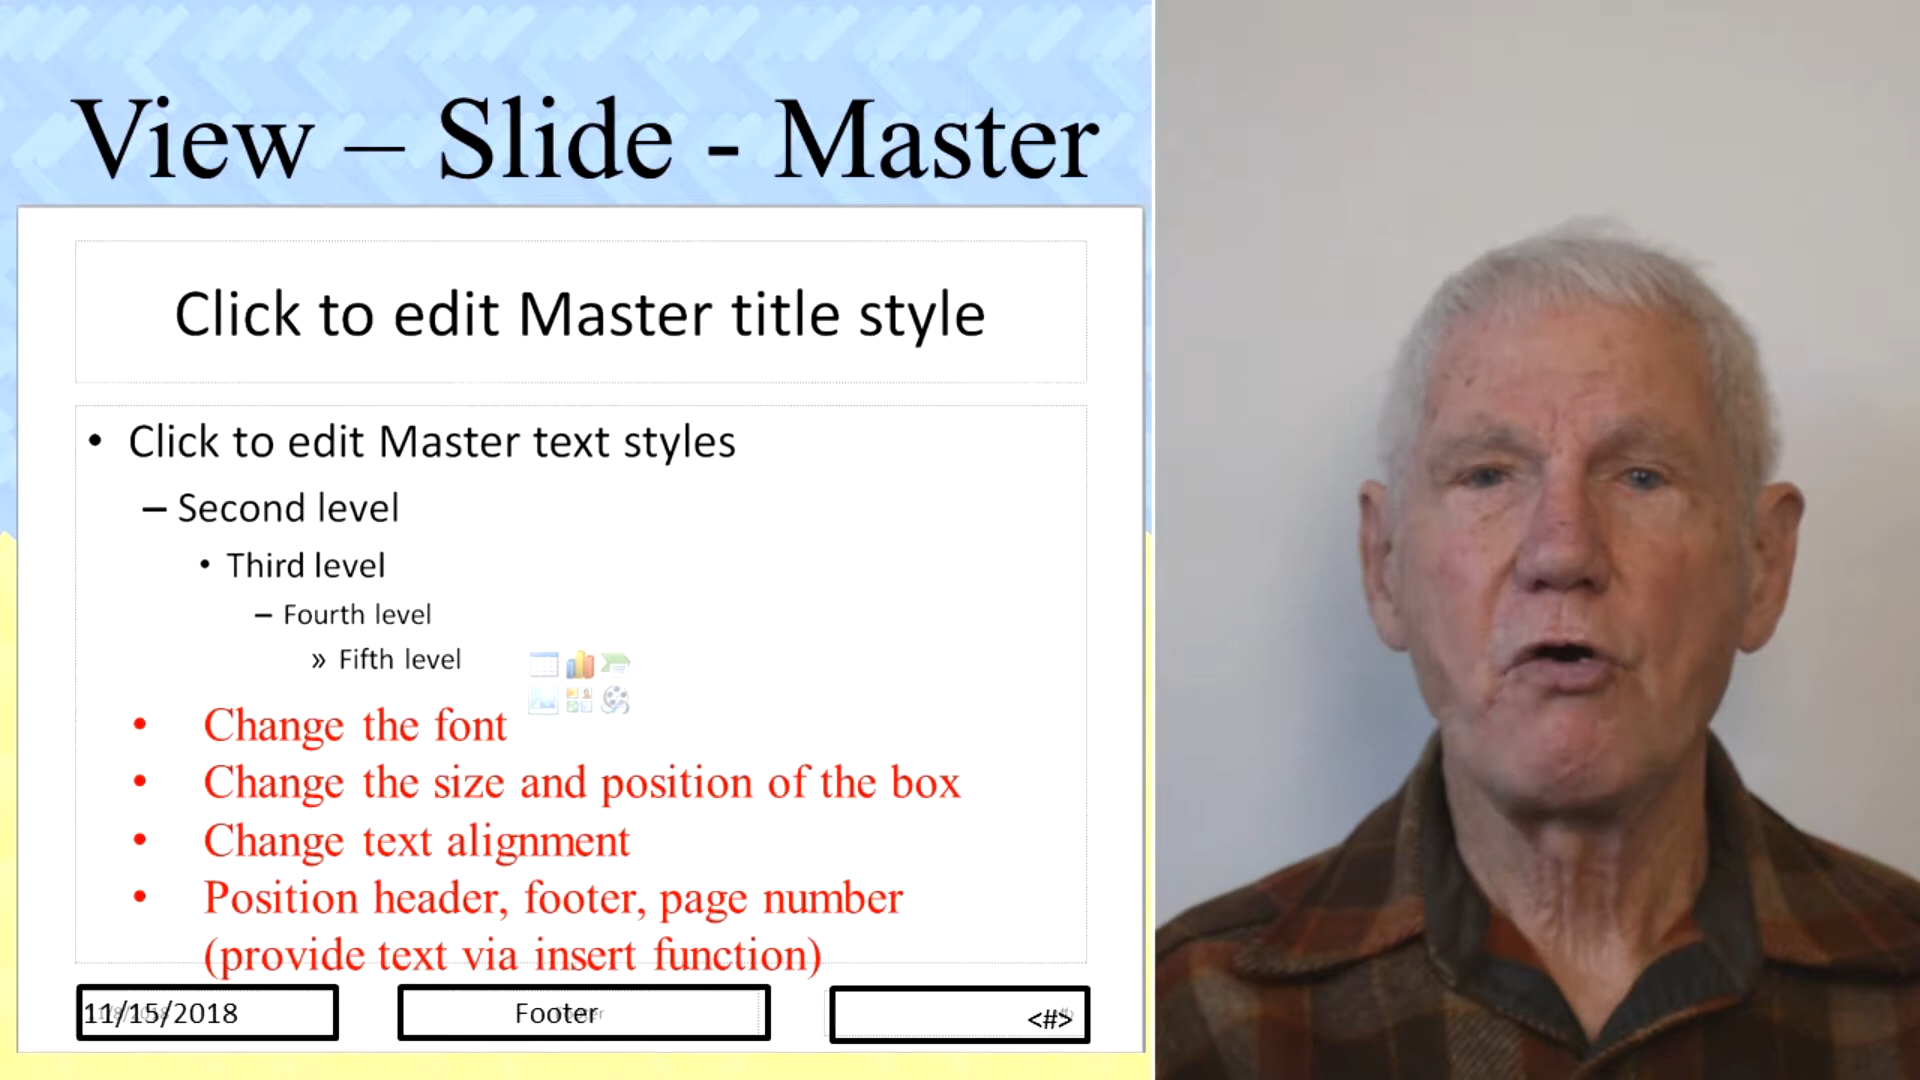 View – Slide - Master
Click to edit Master title style
• Click to edit Master text styles
– Second level
• Third level
– Fourth level
» Fifth level
• Change the font
• Change the size and position of the box
• Change text alignment
• Position header, footer, page number
(provide text via insert function)
11/15/2018
Footer
<#>